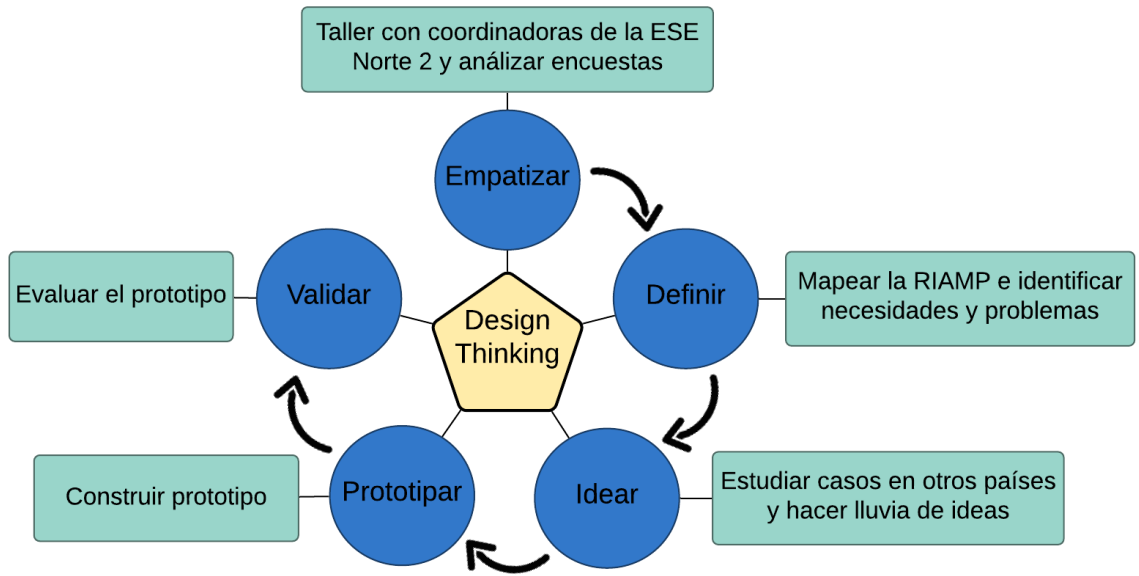 Taller con coordinadoras de la ESE
Norte 2 y análizar encuestas
Empatizar
Definir
Mapear la RIAMP e identificar
necesidades y problemas
Idear
Estudiar casos en otros países
y hacer lluvia de ideas
Prototipar
Construir prototipo
Validar
Evaluar el prototipo
Design
Thinking